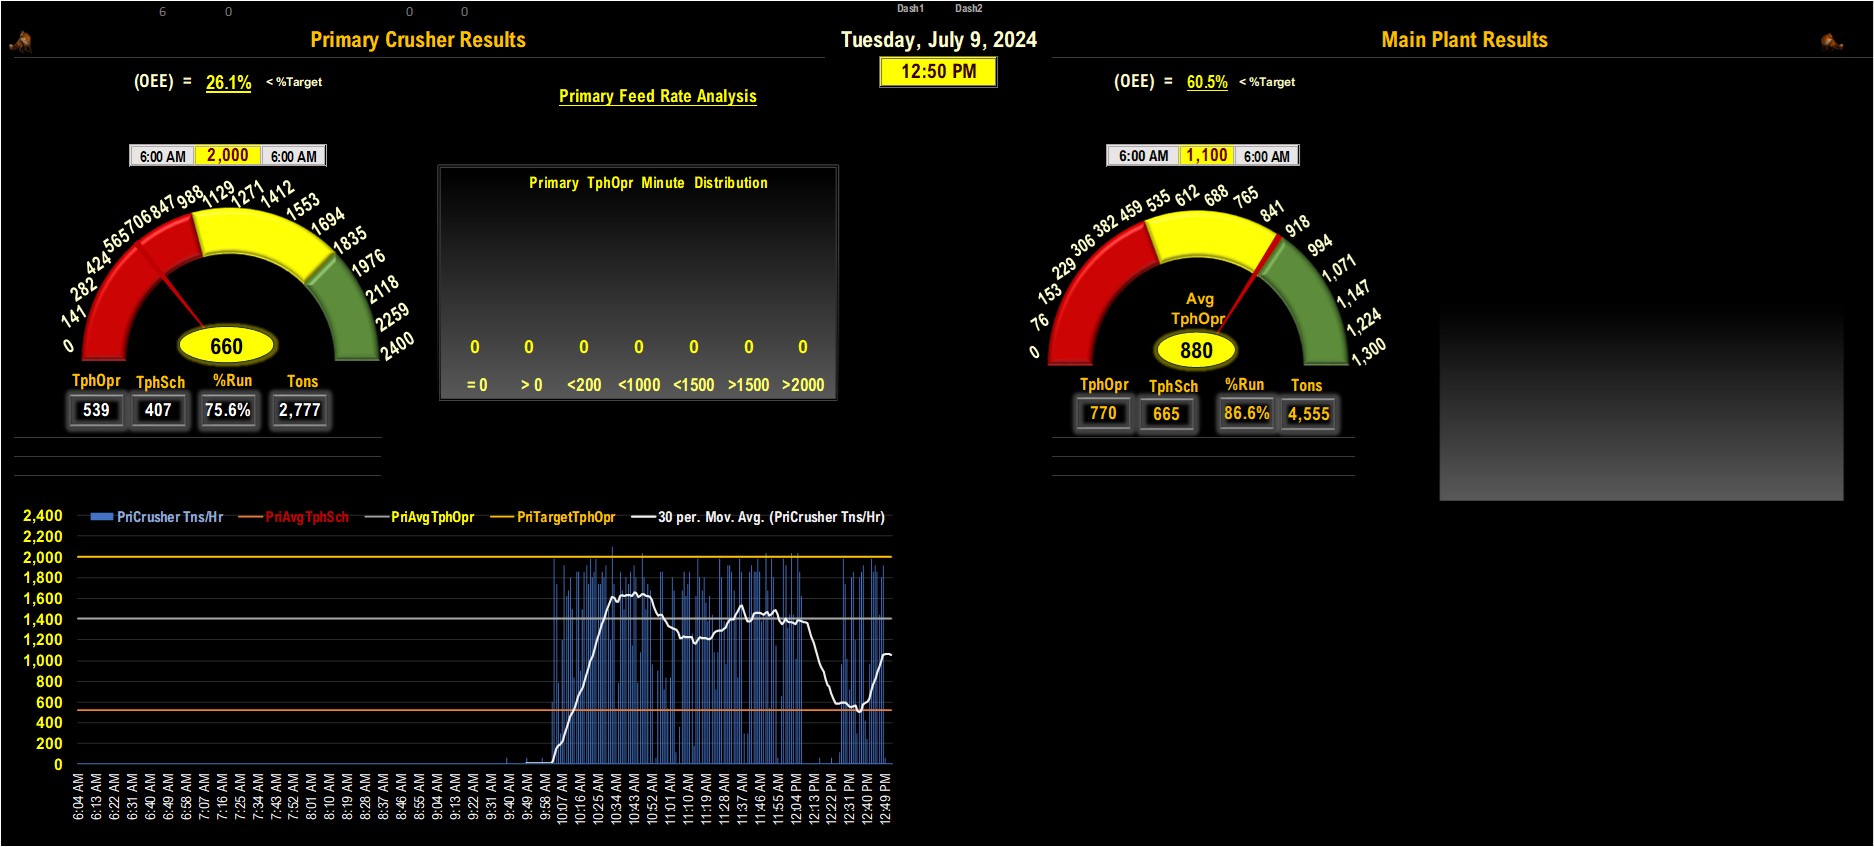 6 0 0 0 Dash1 Dash2
Primary Crusher Results
Tuesday, July 9, 2024
Main Plant Results
12:50 PM
(OEE) = 26.1% < %Target
Primary Feed Rate Analysis
(OEE) = 60.5% < %Target
6:00 AM 2,000 6:00 AM
0
141
282
424
565
706
847
988
1129
1271
1412
1553
1694
1835
1976
2118
2259
2400
660
TphOpr TphSch %Run Tons
539 407 75.6% 2,777
Primary TphOpr Minute Distribution
0 0 0 0 0 0 0
= 0 > 0 <200 <1000 <1500 >1500 >2000
6:00 AM 1,100 6:00 AM
0
76
153
229
306
382
459
535
612
688
765
841
918
994
1,071
1,147
1,224
1,300
Avg
TphOpr
880
TphOpr TphSch %Run Tons
770 665 86.6% 4,555
PriCrusher Tns/Hr PriAvgTphSch PriAvgTphOpr PriTargetTphOpr 30 per. Mov. Avg. (PriCrusher Tns/Hr)
2,400
2,200
2,000
1,800
1,600
1,400
1,200
1,000
800
600
400
200
0
6:04 AM
6:13 AM
6:22 AM
6:31 AM
6:40 AM
6:49 AM
6:58 AM
7:07 AM
7:16 AM
7:25 AM
7:34 AM
7:43 AM
7:52 AM
8:01 AM
8:10 AM
8:19 AM
8:28 AM
8:37 AM
8:46 AM
8:55 AM
9:04 AM
9:13 AM
9:22 AM
9:31 AM
9:40 AM
9:49 AM
9:58 AM
10:07 AM
10:16 AM
10:25 AM
10:34 AM
10:43 AM
10:52 AM
11:01 AM
11:10 AM
11:19 AM
11:28 AM
11:37 AM
11:46 AM
11:55 AM
12:04 PM
12:13 PM
12:22 PM
12:31 PM
12:40 PM
12:49 PM